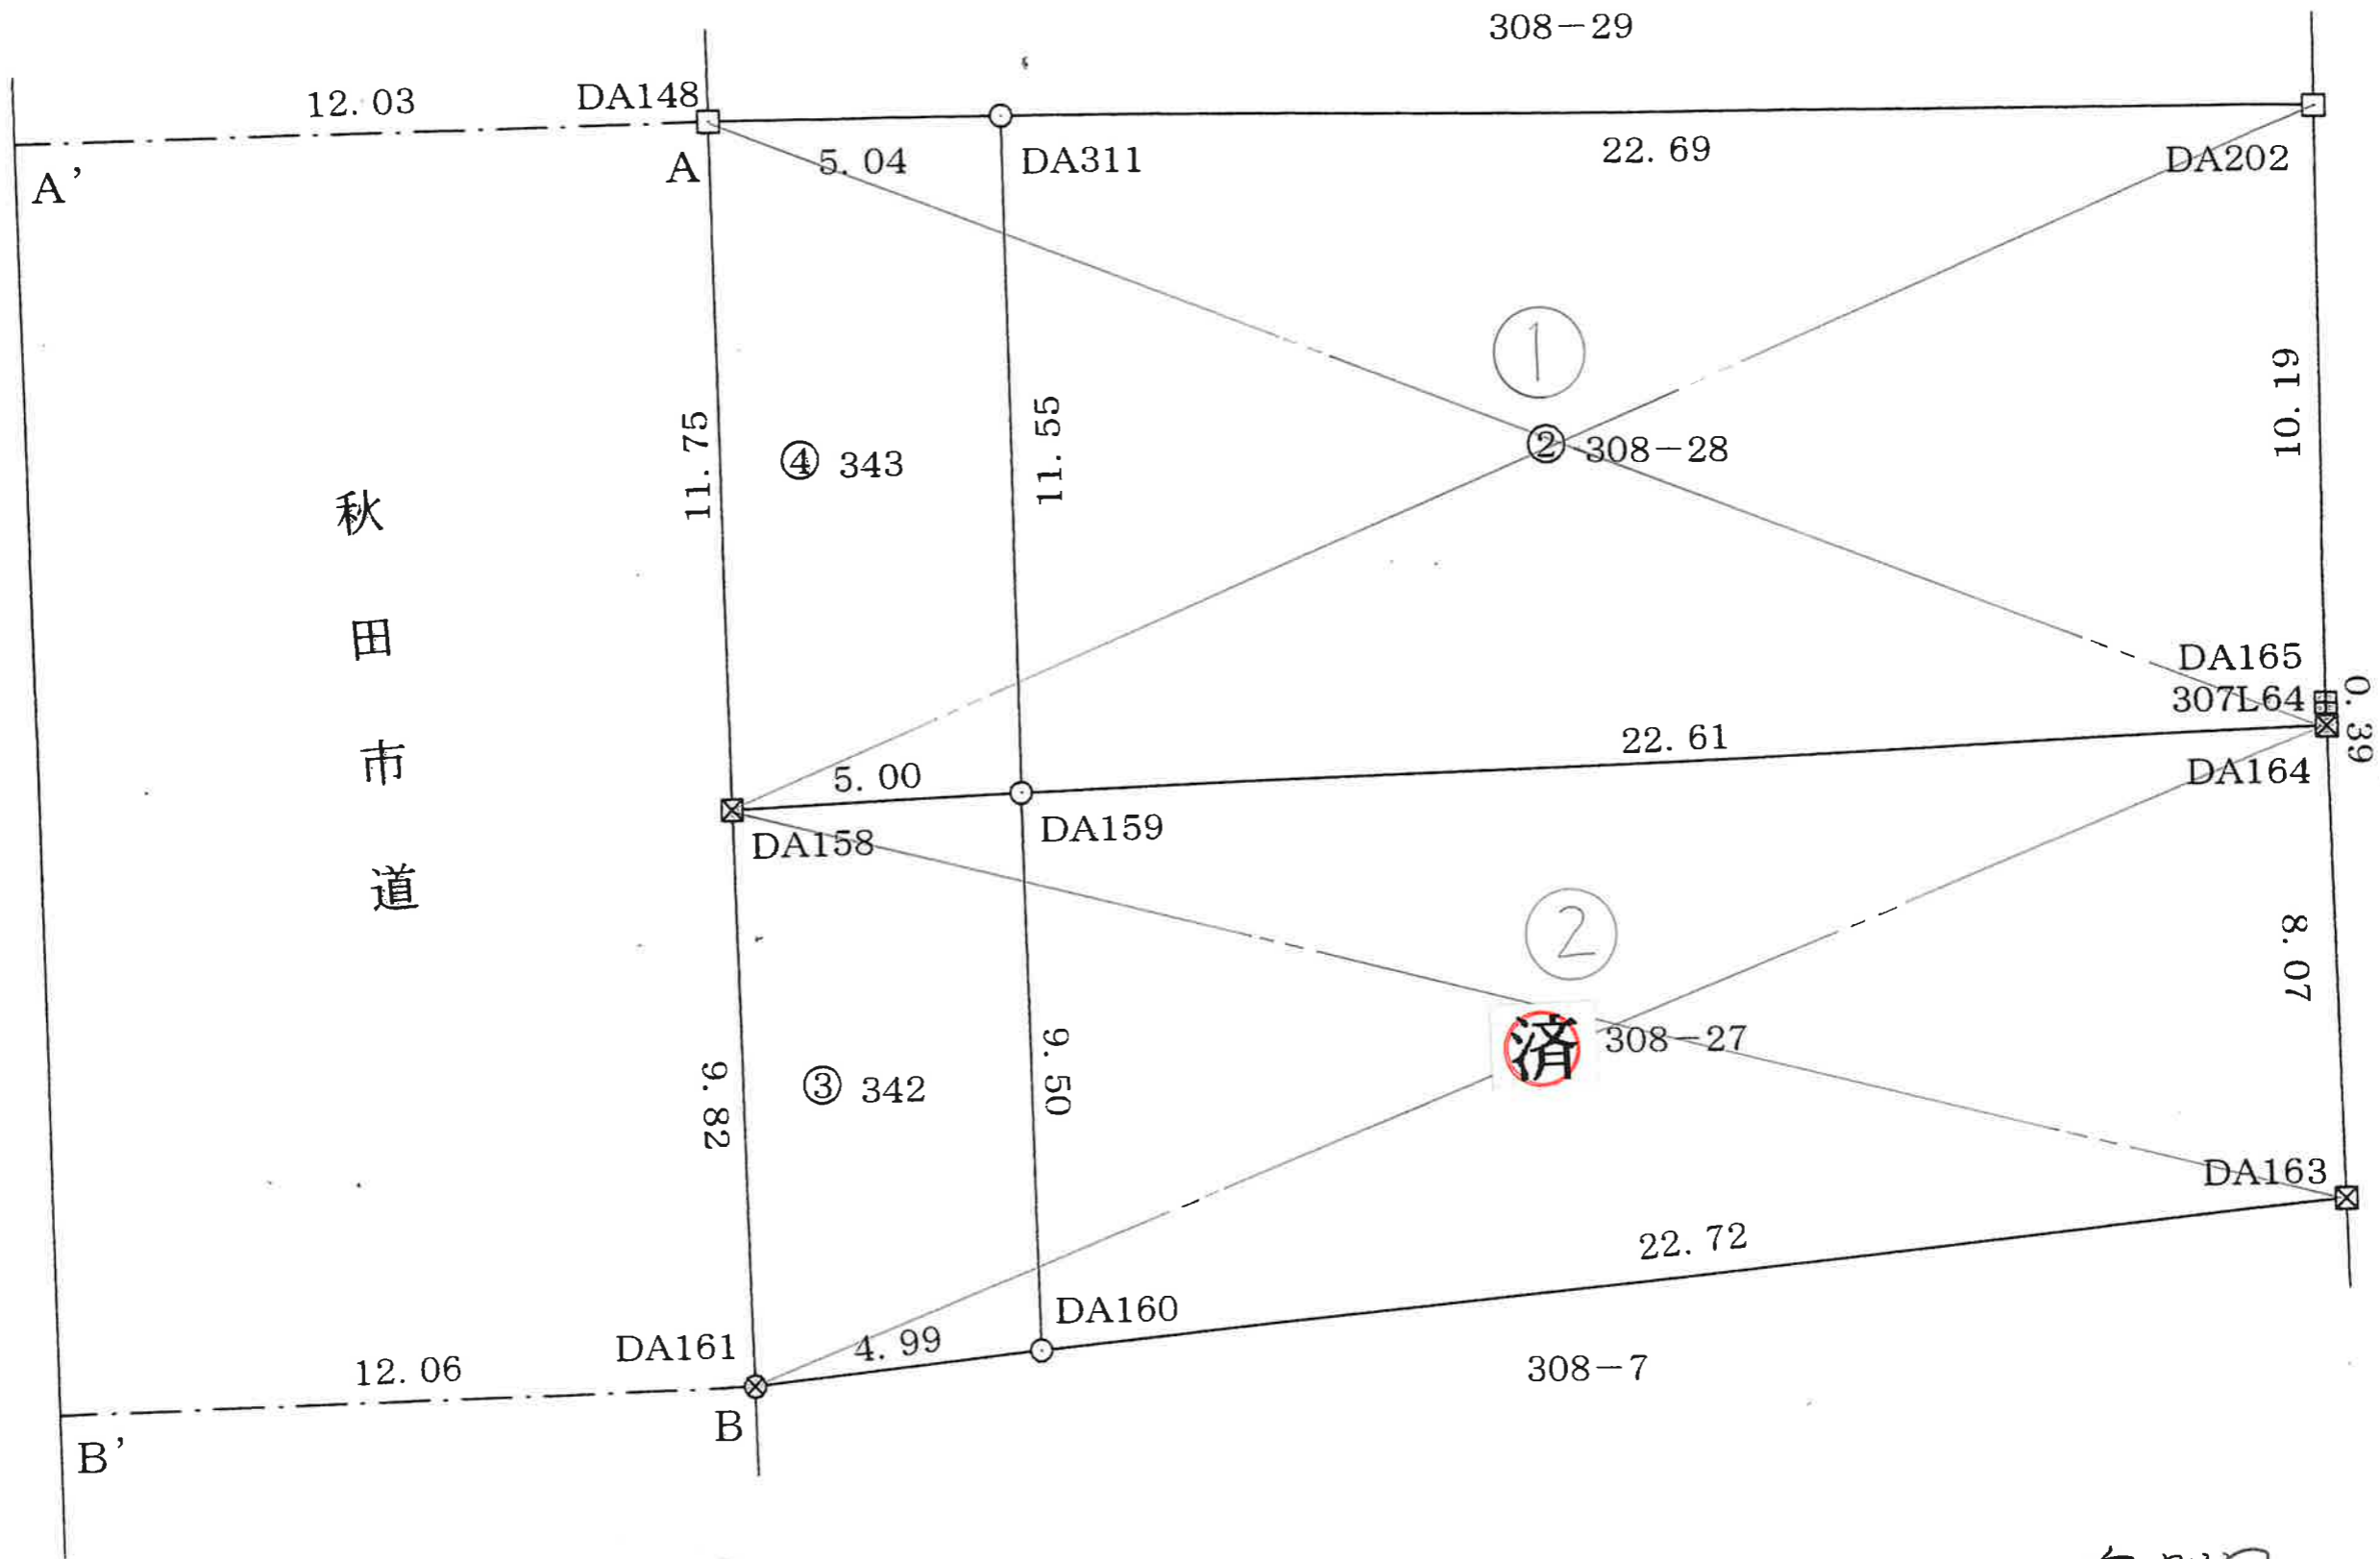 308-29
12.03
DA148
A'
A
5.04
DA311
22.69
DA202
①
10.19
11.75
11.55
④ 343
② 308-28
秋田市道
DA165
307L64
0.39
22.61
5.00
DA164
DA158
DA159
②
8.07
済 308-27
9.82
9.50
③ 342
DA163
22.72
DA160
DA161
4.99
12.06
308-7
B
B'